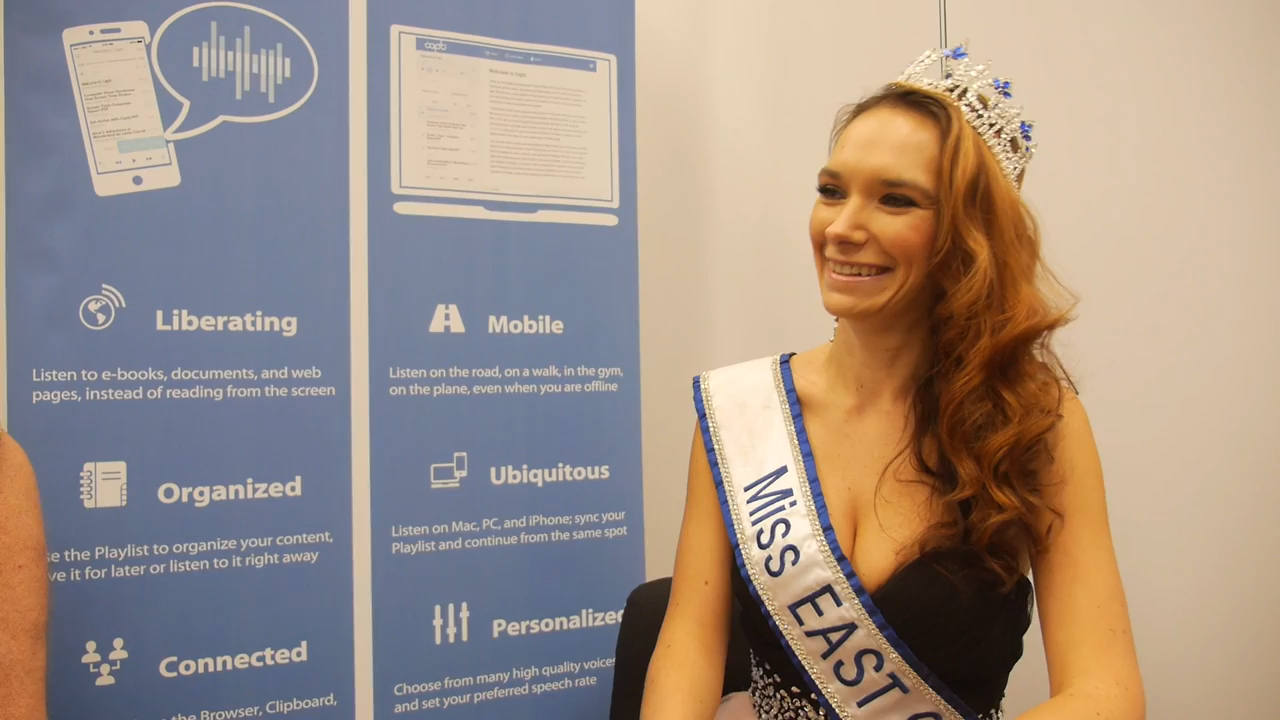 Liberating
Listen to e-books, documents, and web
pages, instead of reading from the screen
Organized
the Playlist to organize your content,
it for later or listen to it right away
Connected
the Browser, Clipboard,
Mobile
Listen on the road, on a walk, in the gym,
on the plane, even when you are offline
Ubiquitous
Listen on Mac, PC, and iPhone; sync your
Playlist and continue from the same spot
Personalized
Choose from many high quality voices
and set your preferred speech rate
Miss EAST